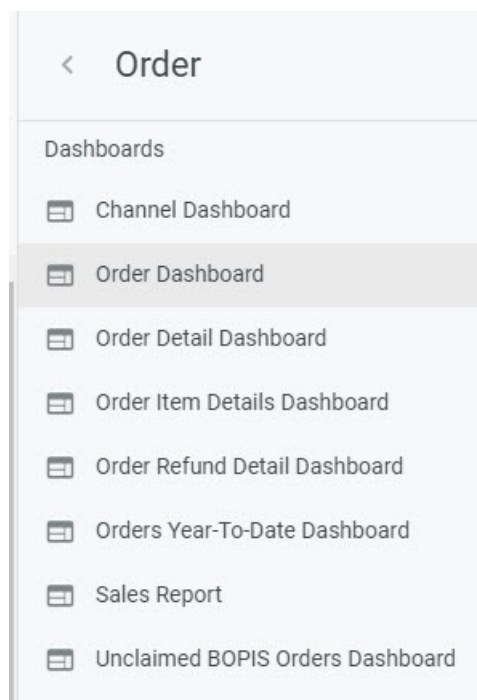 Order
Dashboards
Channel Dashboard
Order Dashboard
Order Detail Dashboard
Order Item Details Dashboard
Order Refund Detail Dashboard
Orders Year-To-Date Dashboard
Sales Report
Unclaimed BOPIS Orders Dashboard